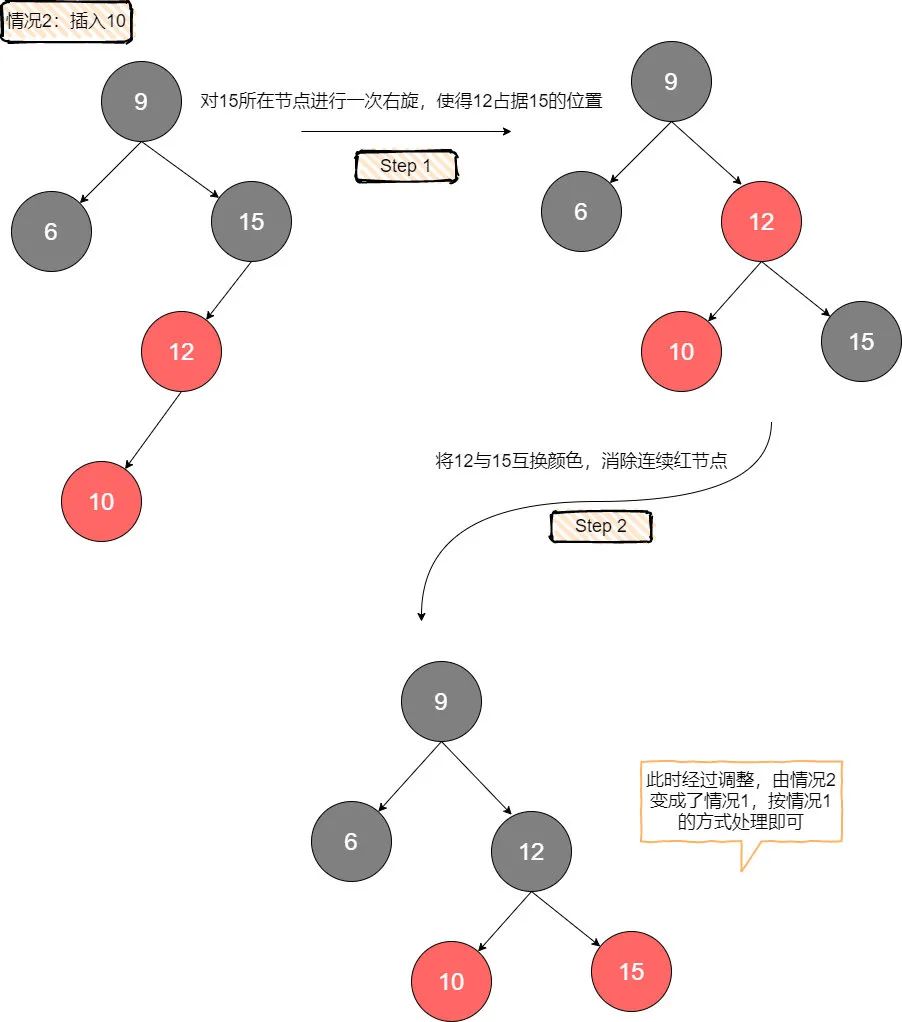 情况2：插入10
9
对15所在节点进行一次右旋，使得12占据15的位置
Step 1
6
15
12
10
9
6
12
10
15
将12与15互换颜色，消除连续红节点
Step 2
9
6
12
10
15
此时经过调整，由情况2
变成了情况1，按情况1
的方式处理即可